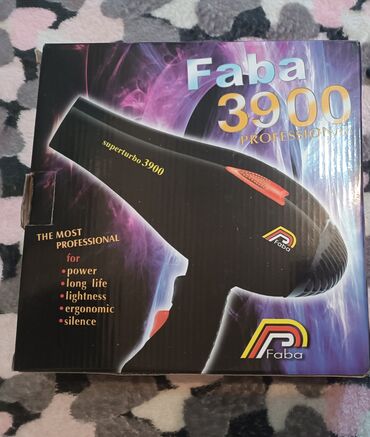 Faba
3900
PROFESSIONAL
superturbo 3900
THE MOST
PROFESSIONAL
for
•power
•long life
•lightness
•ergonomic
•silence
Faba
Faba